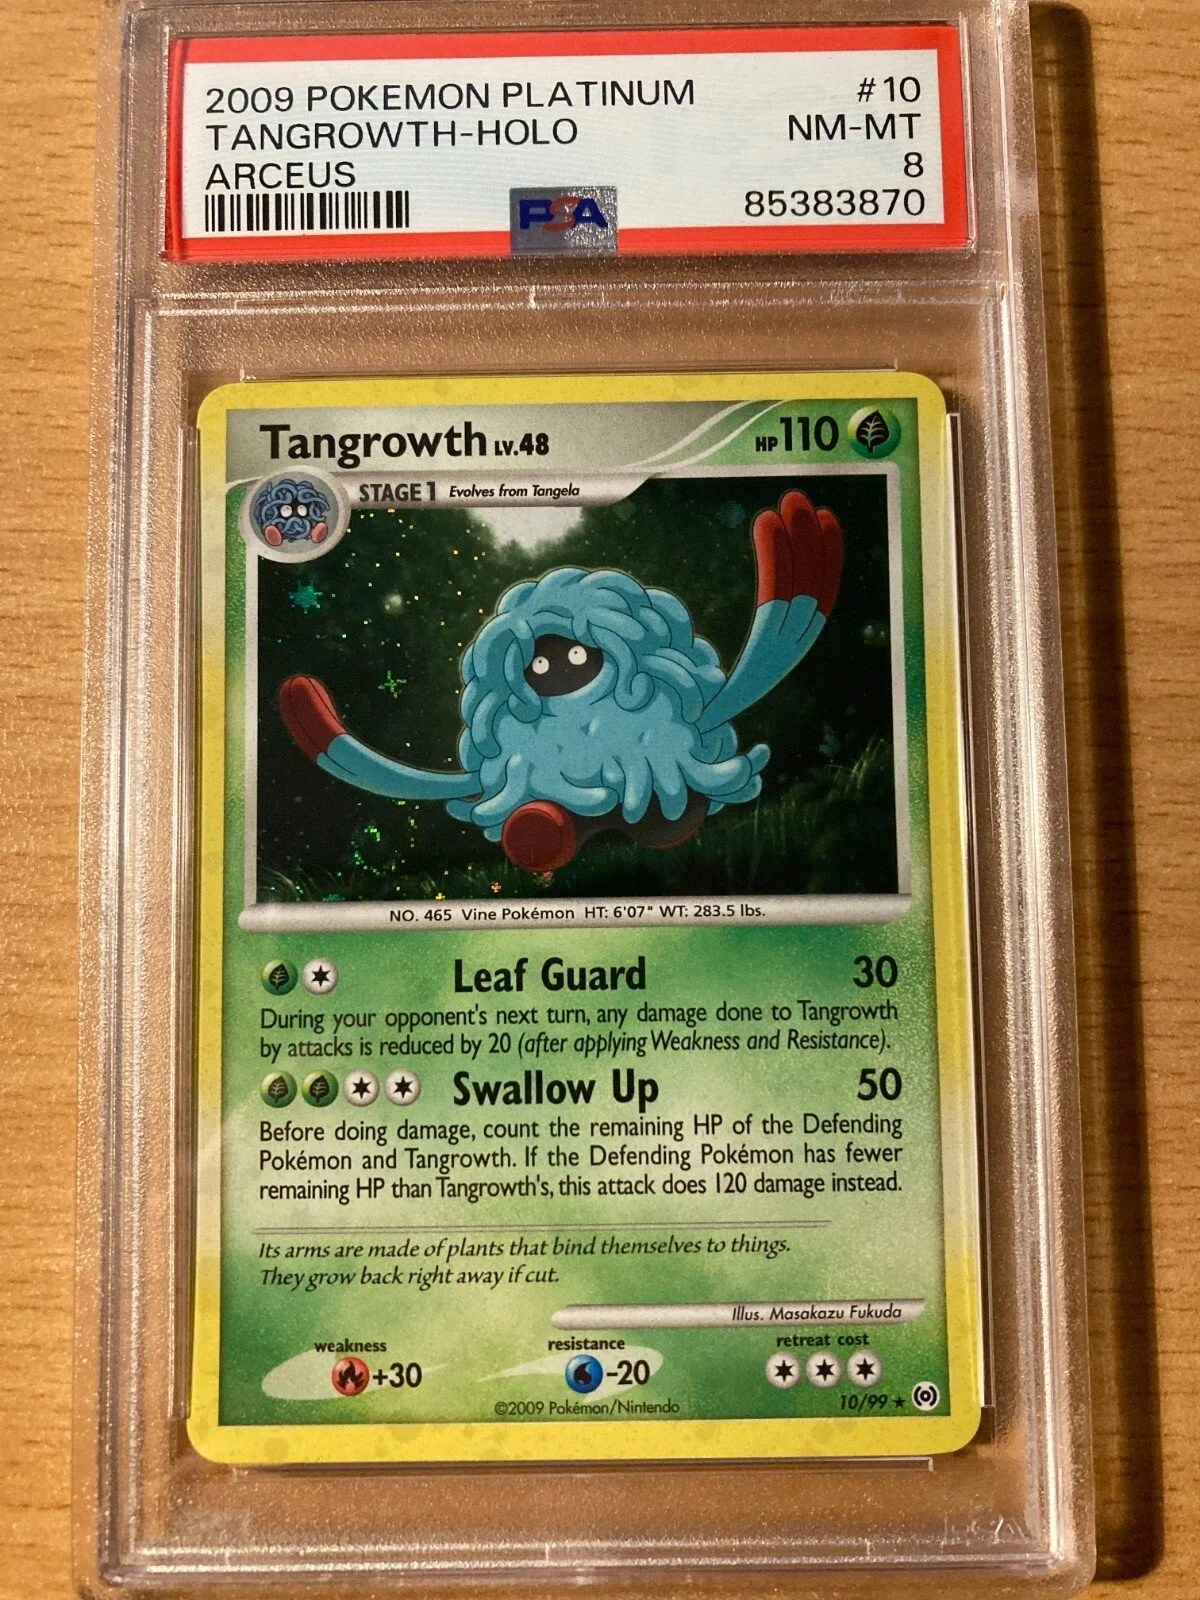 2009 POKEMON PLATINUM #10
TANGROWTH-HOLO NM-MT
ARCEUS 8
PSA 85383870
Tangrowth LV.48 HP 110
STAGE 1 Evolves from Tangela
NO. 465 Vine Pokémon HT: 6'07" WT: 283.5 lbs.
Leaf Guard 30
During your opponent's next turn, any damage done to Tangrowth
by attacks is reduced by 20 (after applying Weakness and Resistance).
Swallow Up 50
Before doing damage, count the remaining HP of the Defending
Pokémon and Tangrowth. If the Defending Pokémon has fewer
remaining HP than Tangrowth's, this attack does 120 damage instead.
Its arms are made of plants that bind themselves to things.
They grow back right away if cut.
Illus. Masakazu Fukuda
weakness resistance retreat cost
+30 -20
©2009 Pokémon/Nintendo 10/99
PSA